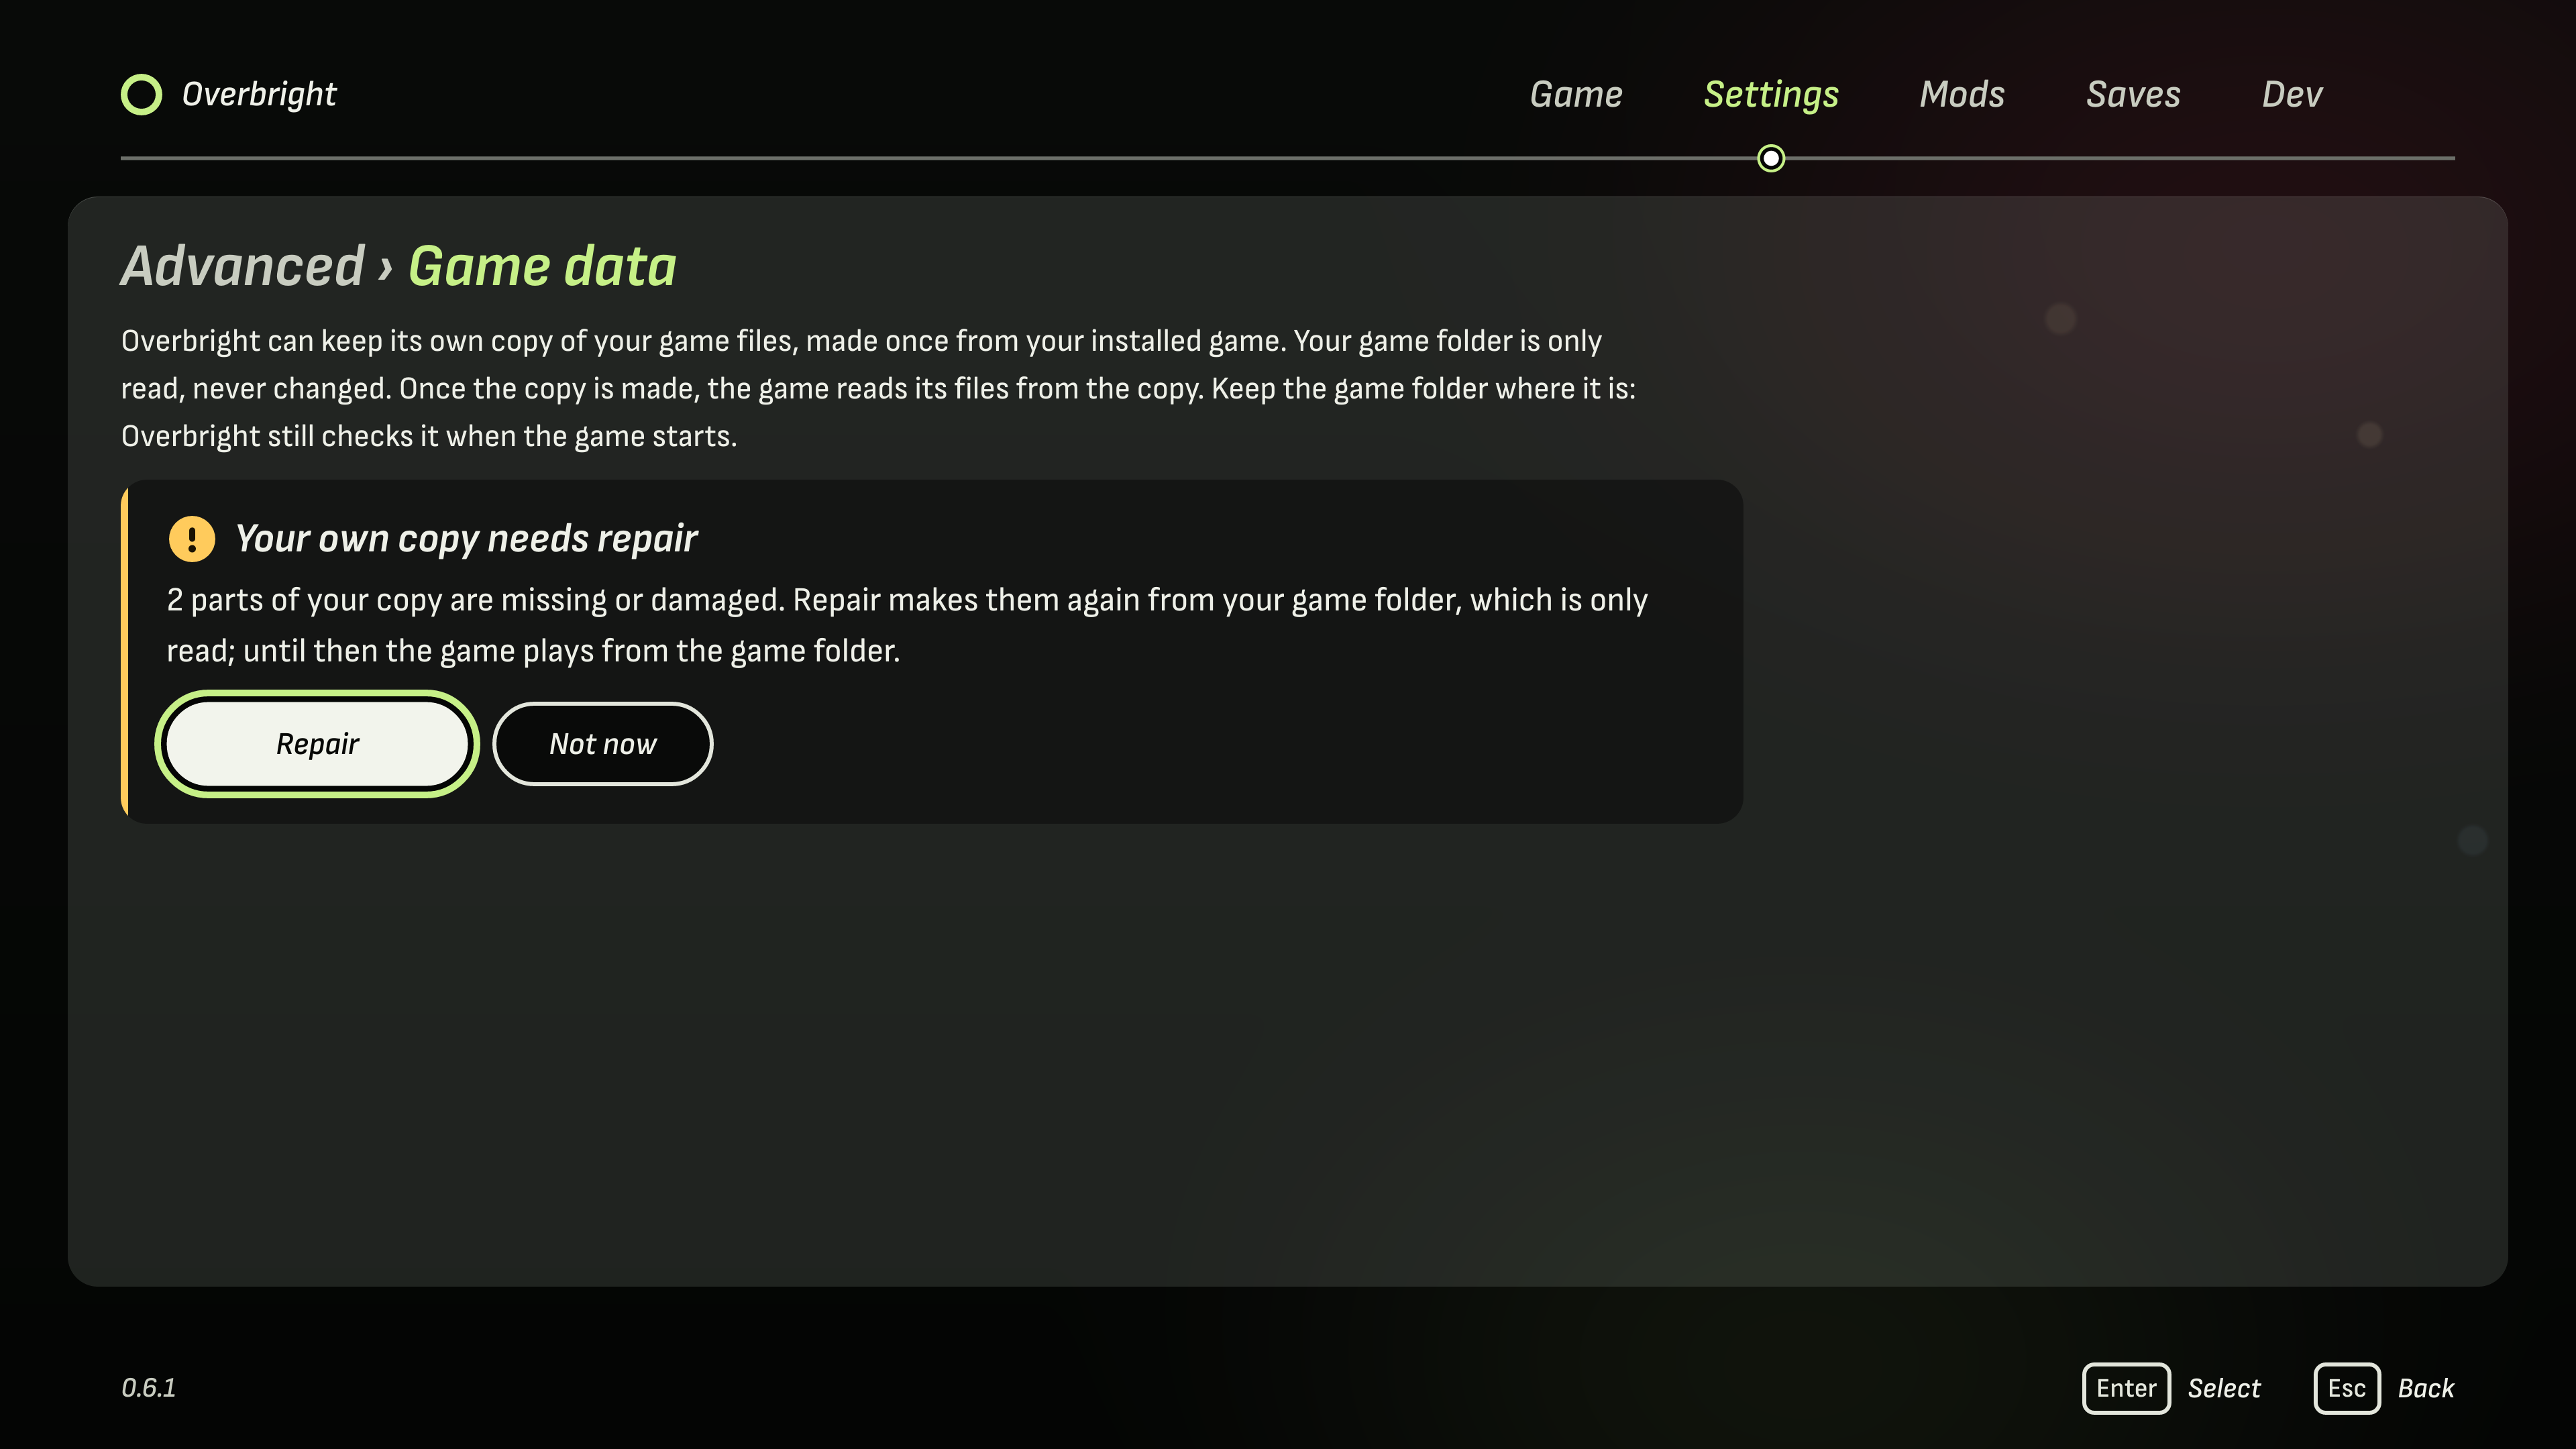 Overbright
Game Settings Mods Saves Dev
Advanced › Game data
Overbright can keep its own copy of your game files, made once from your installed game. Your game folder is only
read, never changed. Once the copy is made, the game reads its files from the copy. Keep the game folder where it is:
Overbright still checks it when the game starts.
Your own copy needs repair
2 parts of your copy are missing or damaged. Repair makes them again from your game folder, which is only
read; until then the game plays from the game folder.
Repair Not now
0.6.1
Enter Select Esc Back